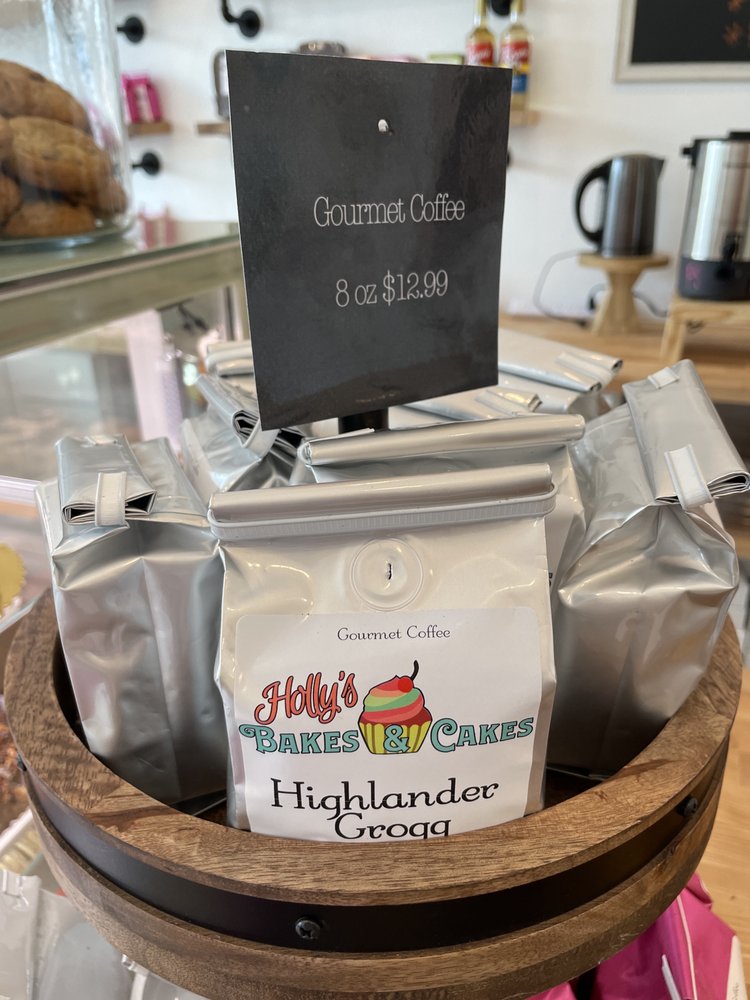 Gourmet Coffee
8 oz $12.99
Gourmet Coffee
Holly's
BAKES & CAKES
Highlander
Grogg